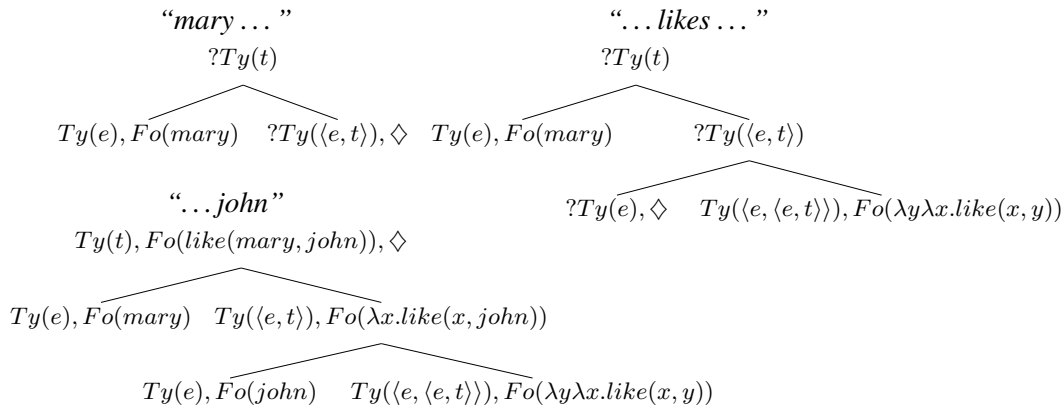 “mary … ” “… likes … ”
?Ty(t) ?Ty(t)
Ty(e), Fo(mary) ?Ty(⟨e, t⟩), ♢ Ty(e), Fo(mary) ?Ty(⟨e, t⟩)
?Ty(e), ♢ Ty(⟨e, ⟨e, t⟩⟩), Fo(λyλx.like(x, y))
“… john”
Ty(t), Fo(like(mary, john)), ♢
Ty(e), Fo(mary) Ty(⟨e, t⟩), Fo(λx.like(x, john))
Ty(e), Fo(john) Ty(⟨e, ⟨e, t⟩⟩), Fo(λyλx.like(x, y))